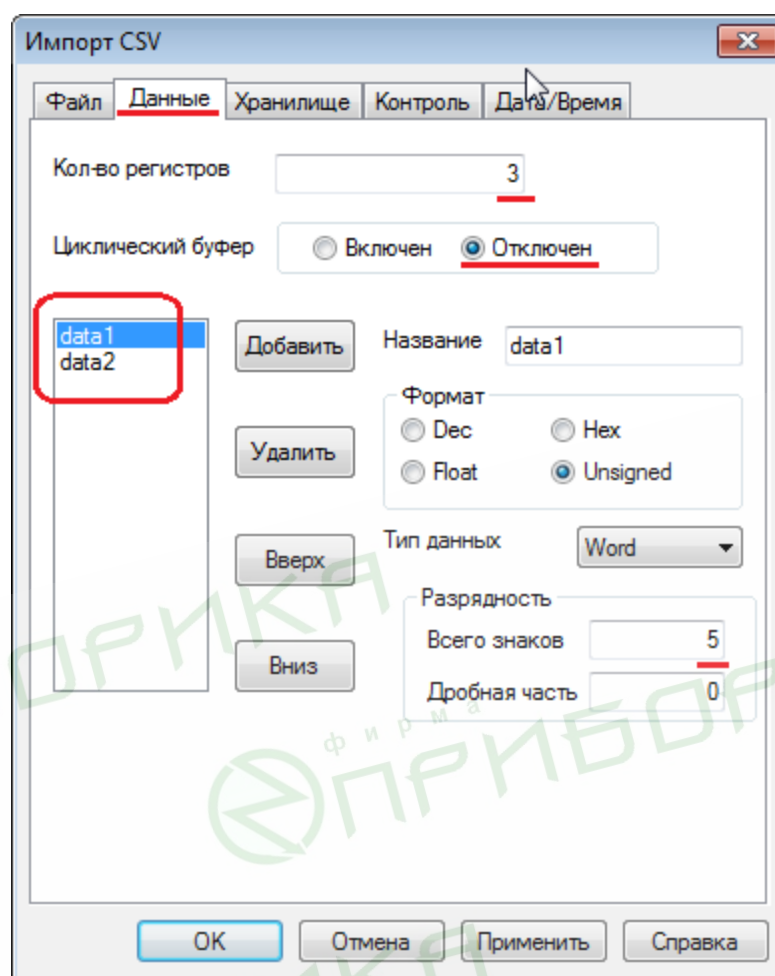 Импорт CSV
Файл Данные Хранилище Контроль Дата/Время
Кол-во регистров 3
Циклический буфер Включен Отключен
data1
data2
Добавить
Удалить
Вверх
Вниз
Название data1
Формат
Dec Hex
Float Unsigned
Тип данных Word
Разрядность
Всего знаков 5
Дробная часть 0
ОРИКА
фирма
ПРИБОР
OK Отмена Применить Справка